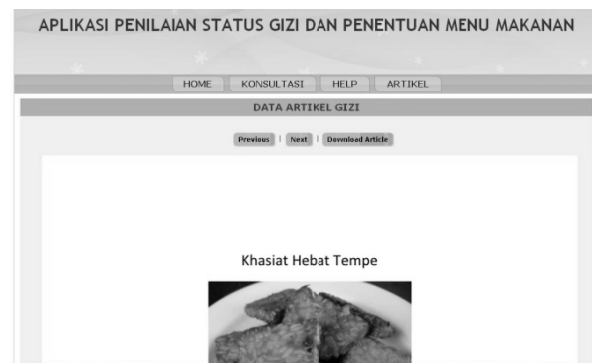 APLIKASI PENILAIAN STATUS GIZI DAN PENENTUAN MENU MAKANAN
HOME KONSULTASI HELP ARTIKEL
DATA ARTIKEL GIZI
Previous | Next | Download Article
Khasiat Hebat Tempe